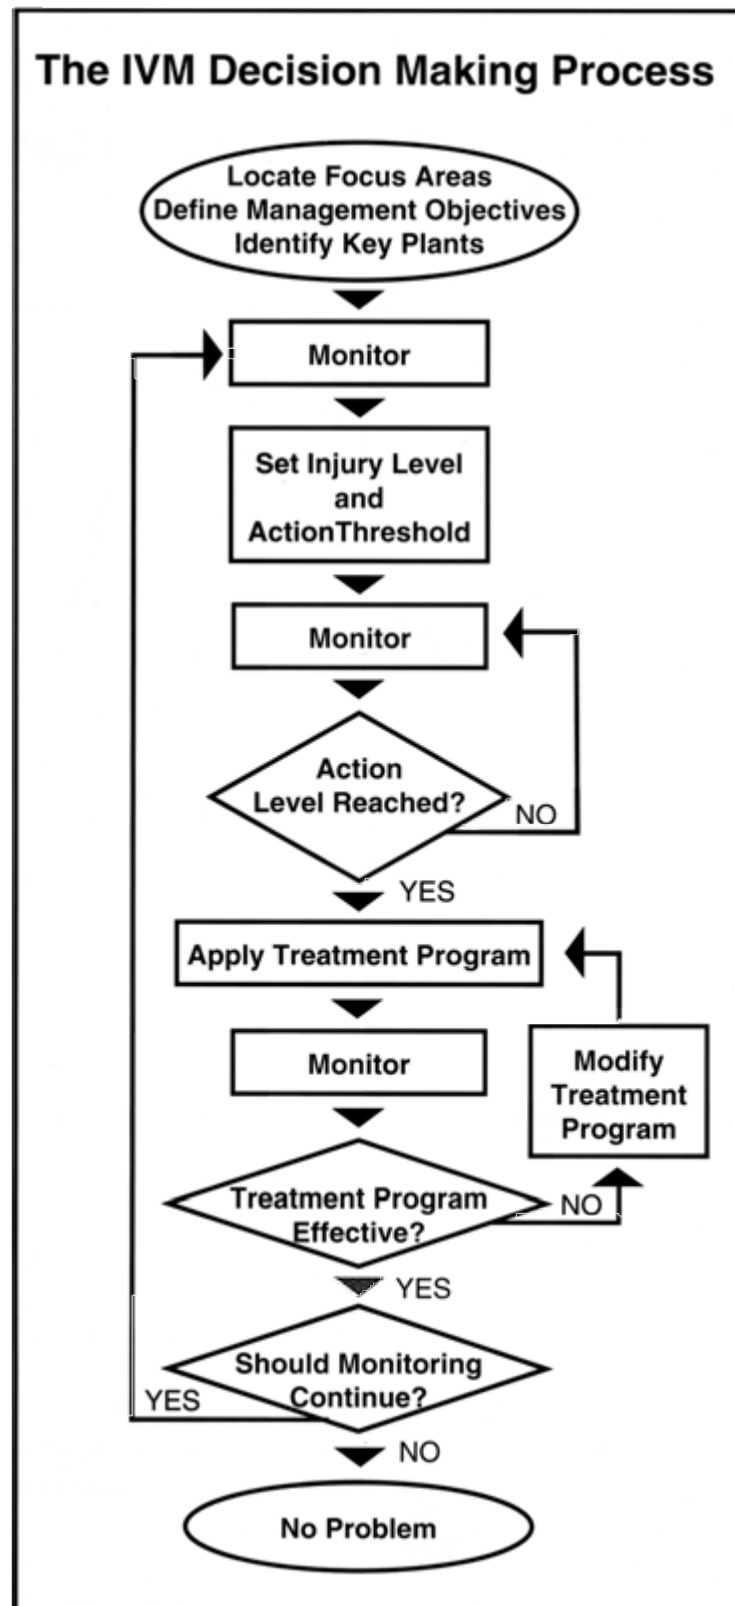 The IVM Decision Making Process
Locate Focus Areas
Define Management Objectives
Identify Key Plants
Monitor
Set Injury Level
and
ActionThreshold
Monitor
Action
Level Reached?
NO
YES
Apply Treatment Program
Monitor
Modify
Treatment
Program
Treatment Program
Effective?
NO
YES
Should Monitoring
Continue?
YES
NO
No Problem